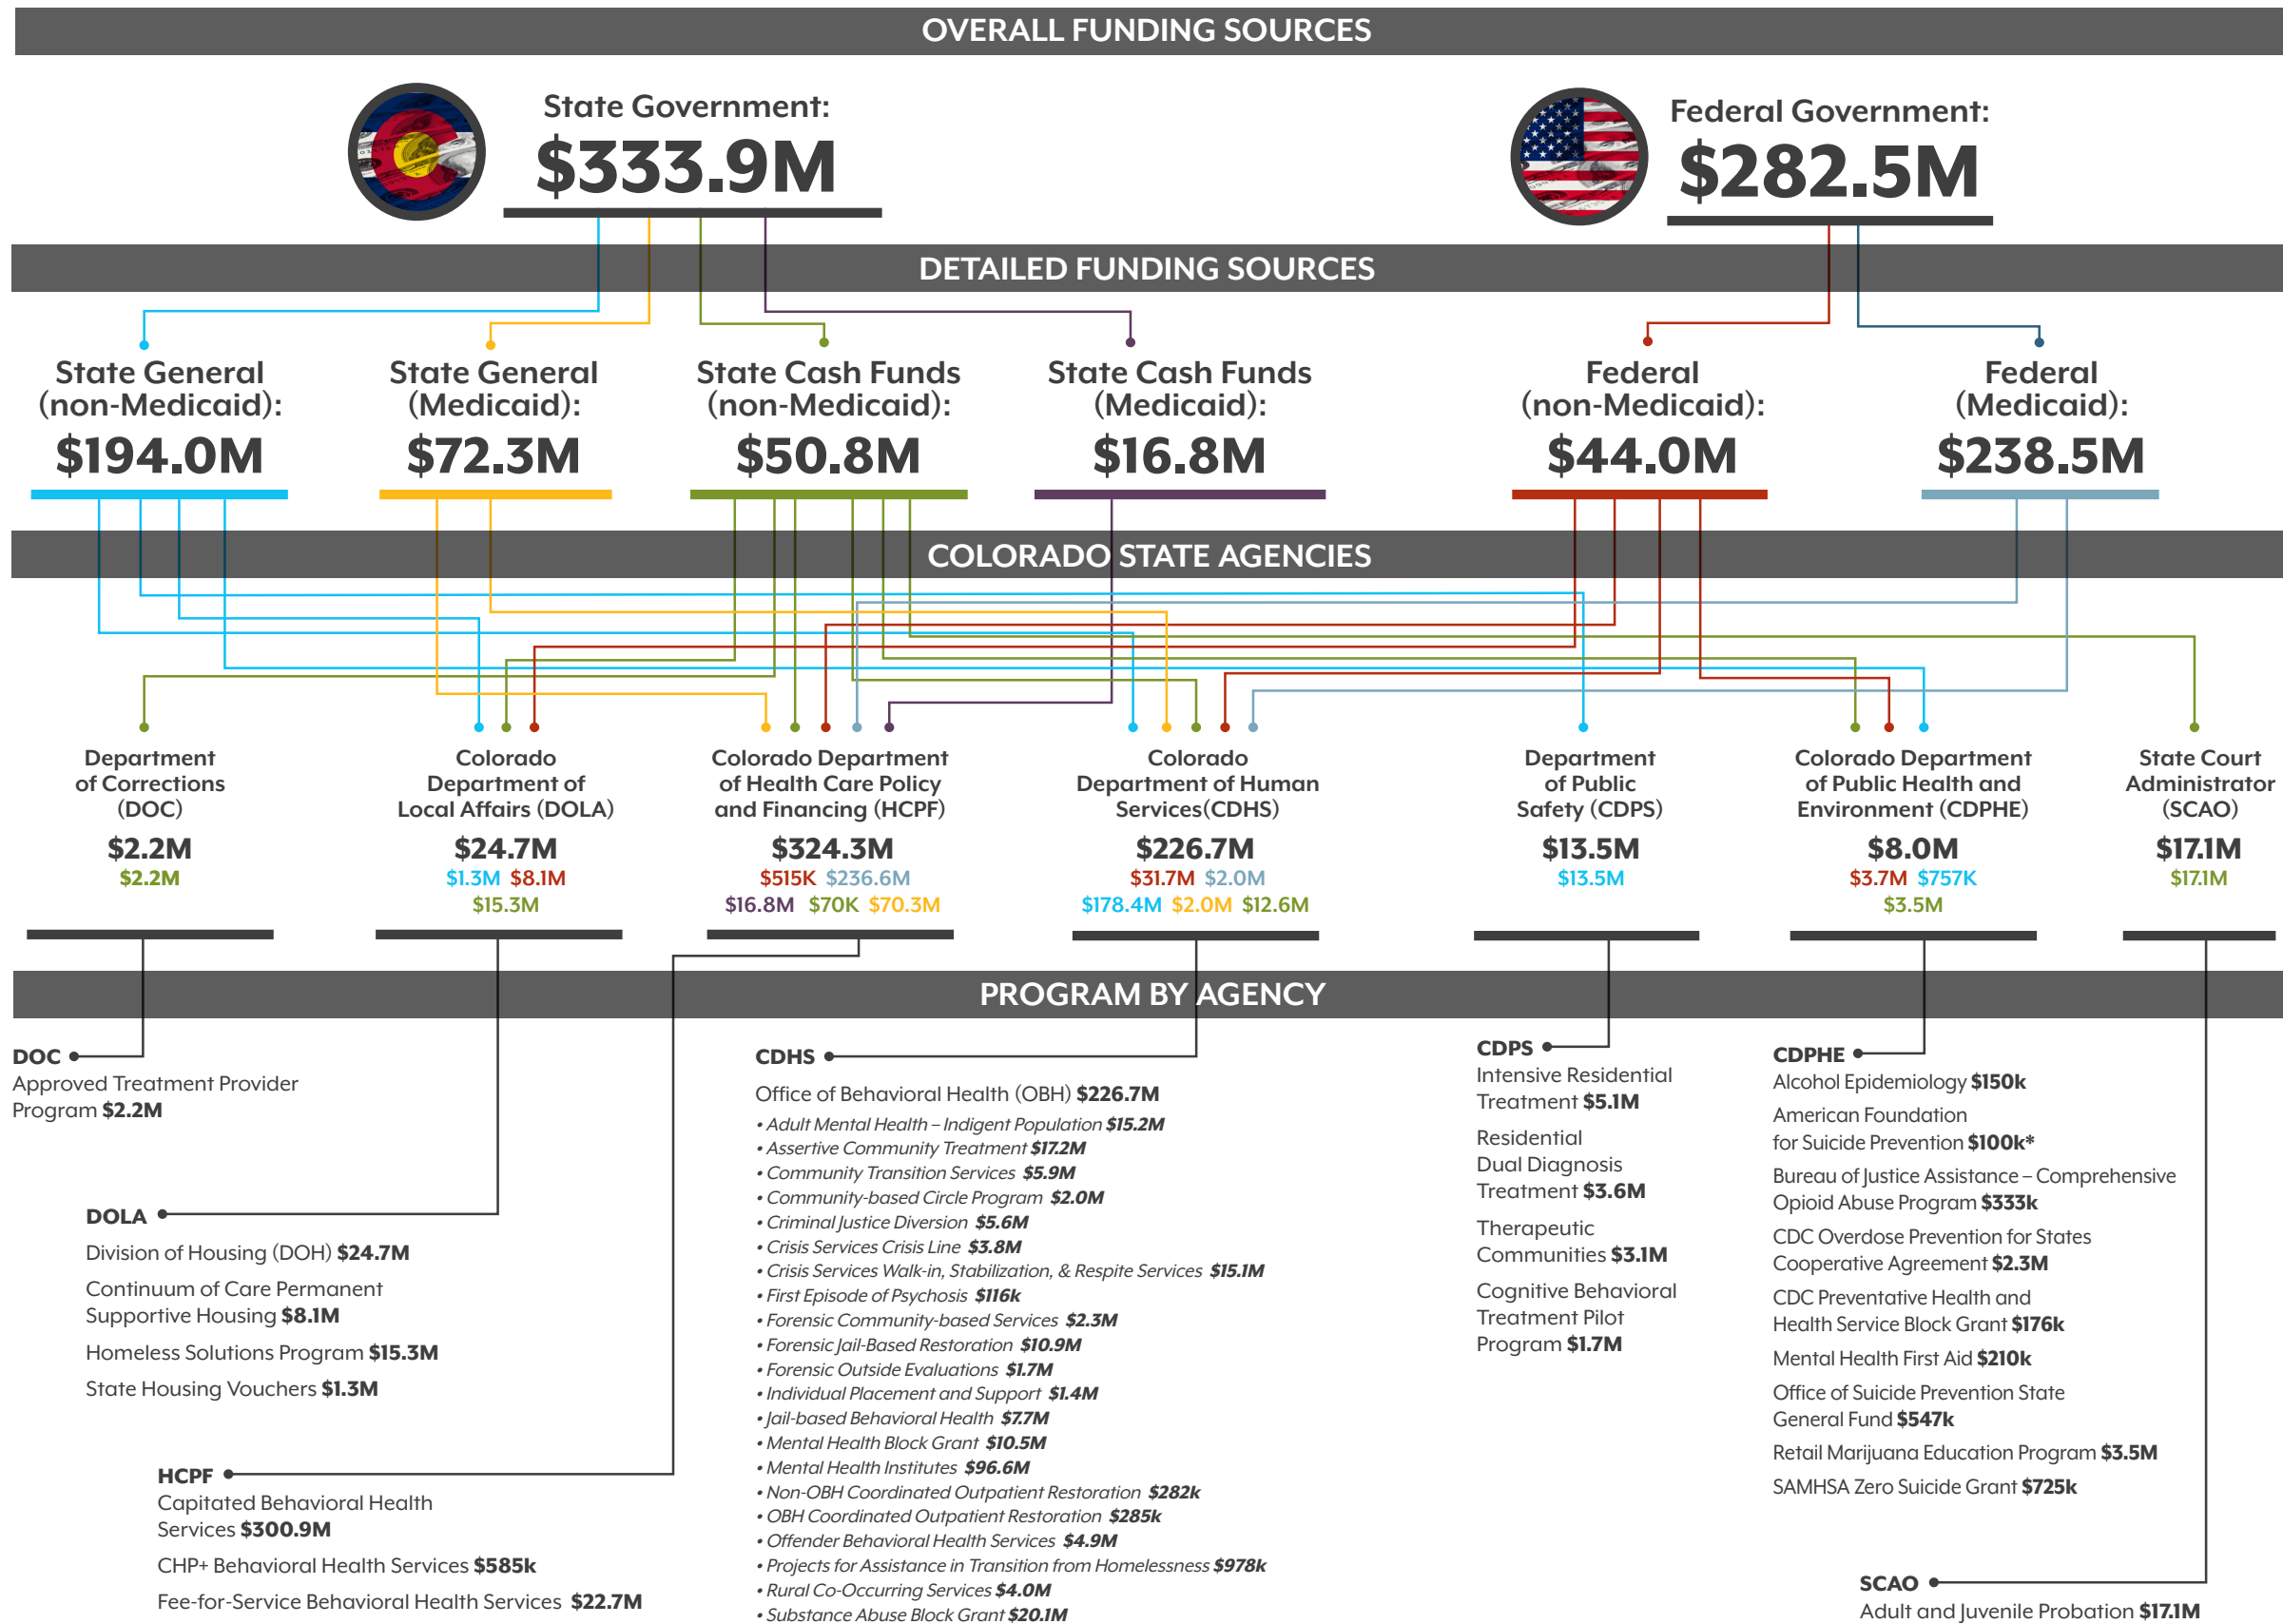 OVERALL FUNDING SOURCES
State Government:
$333.9M
Federal Government:
$282.5M
DETAILED FUNDING SOURCES
State General
(non-Medicaid):
$194.0M
State General
(Medicaid):
$72.3M
State Cash Funds
(non-Medicaid):
$50.8M
State Cash Funds
(Medicaid):
$16.8M
Federal
(non-Medicaid):
$44.0M
Federal
(Medicaid):
$238.5M
COLORADO STATE AGENCIES
Department
of Corrections
(DOC)
$2.2M
$2.2M
Colorado
Department of
Local Affairs (DOLA)
$24.7M
$1.3M $8.1M
$15.3M
Colorado Department
of Health Care Policy
and Financing (HCPF)
$324.3M
$515K $236.6M
$16.8M $70K $70.3M
Colorado
Department of Human
Services(CDHS)
$226.7M
$31.7M $2.0M
$178.4M $2.0M $12.6M
Department
of Public
Safety (CDPS)
$13.5M
$13.5M
Colorado Department
of Public Health and
Environment (CDPHE)
$8.0M
$3.7M $757K
$3.5M
State Court
Administrator
(SCAO)
$17.1M
$17.1M
PROGRAM BY AGENCY
DOC
Approved Treatment Provider
Program $2.2M
DOLA
Division of Housing (DOH) $24.7M
Continuum of Care Permanent
Supportive Housing $8.1M
Homeless Solutions Program $15.3M
State Housing Vouchers $1.3M
HCPF
Capitated Behavioral Health
Services $300.9M
CHP+ Behavioral Health Services $585k
Fee-for-Service Behavioral Health Services $22.7M
CDHS
Office of Behavioral Health (OBH) $226.7M
• Adult Mental Health – Indigent Population $15.2M
• Assertive Community Treatment $17.2M
• Community Transition Services $5.9M
• Community-based Circle Program $2.0M
• Criminal Justice Diversion $5.6M
• Crisis Services Crisis Line $3.8M
• Crisis Services Walk-in, Stabilization, & Respite Services $15.1M
• First Episode of Psychosis $116k
• Forensic Community-based Services $2.3M
• Forensic Jail-Based Restoration $10.9M
• Forensic Outside Evaluations $1.7M
• Individual Placement and Support $1.4M
• Jail-based Behavioral Health $7.7M
• Mental Health Block Grant $10.5M
• Mental Health Institutes $96.6M
• Non-OBH Coordinated Outpatient Restoration $282k
• OBH Coordinated Outpatient Restoration $285k
• Offender Behavioral Health Services $4.9M
• Projects for Assistance in Transition from Homelessness $978k
• Rural Co-Occurring Services $4.0M
• Substance Abuse Block Grant $20.1M
CDPS
Intensive Residential
Treatment $5.1M
Residential
Dual Diagnosis
Treatment $3.6M
Therapeutic
Communities $3.1M
Cognitive Behavioral
Treatment Pilot
Program $1.7M
CDPHE
Alcohol Epidemiology $150k
American Foundation
for Suicide Prevention $100k*
Bureau of Justice Assistance – Comprehensive
Opioid Abuse Program $333k
CDC Overdose Prevention for States
Cooperative Agreement $2.3M
CDC Preventative Health and
Health Service Block Grant $176k
Mental Health First Aid $210k
Office of Suicide Prevention State
General Fund $547k
Retail Marijuana Education Program $3.5M
SAMHSA Zero Suicide Grant $725k
SCAO
Adult and Juvenile Probation $17.1M